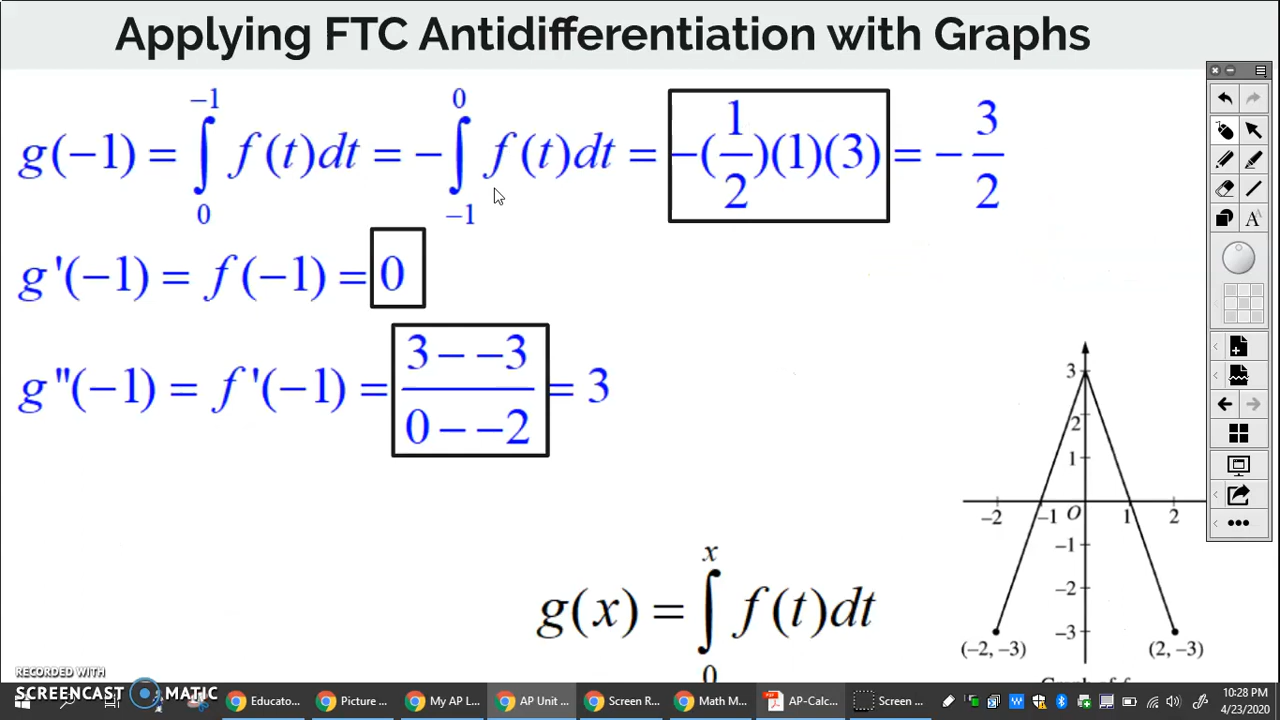 Applying FTC Antidifferentiation with Graphs
g(−1) = ∫₀⁻¹ f(t)dt = −∫₋₁⁰ f(t)dt = −(1/2)(1)(3) = −3/2
g'(−1) = f(−1) = 0
g"(−1) = f'(−1) = (3 − −3)/(0 − −2) = 3
3
2
1
−2 −1 O 1 2
−1
−2
−3
(−2, −3) (2, −3)
g(x) = ∫₀ˣ f(t)dt
RECORDED WITH
SCREENCAST MATIC
Educato... Picture ... My AP L... AP Unit ... Screen R... Math M... AP-Calc... Screen ...
10:28 PM
4/23/2020